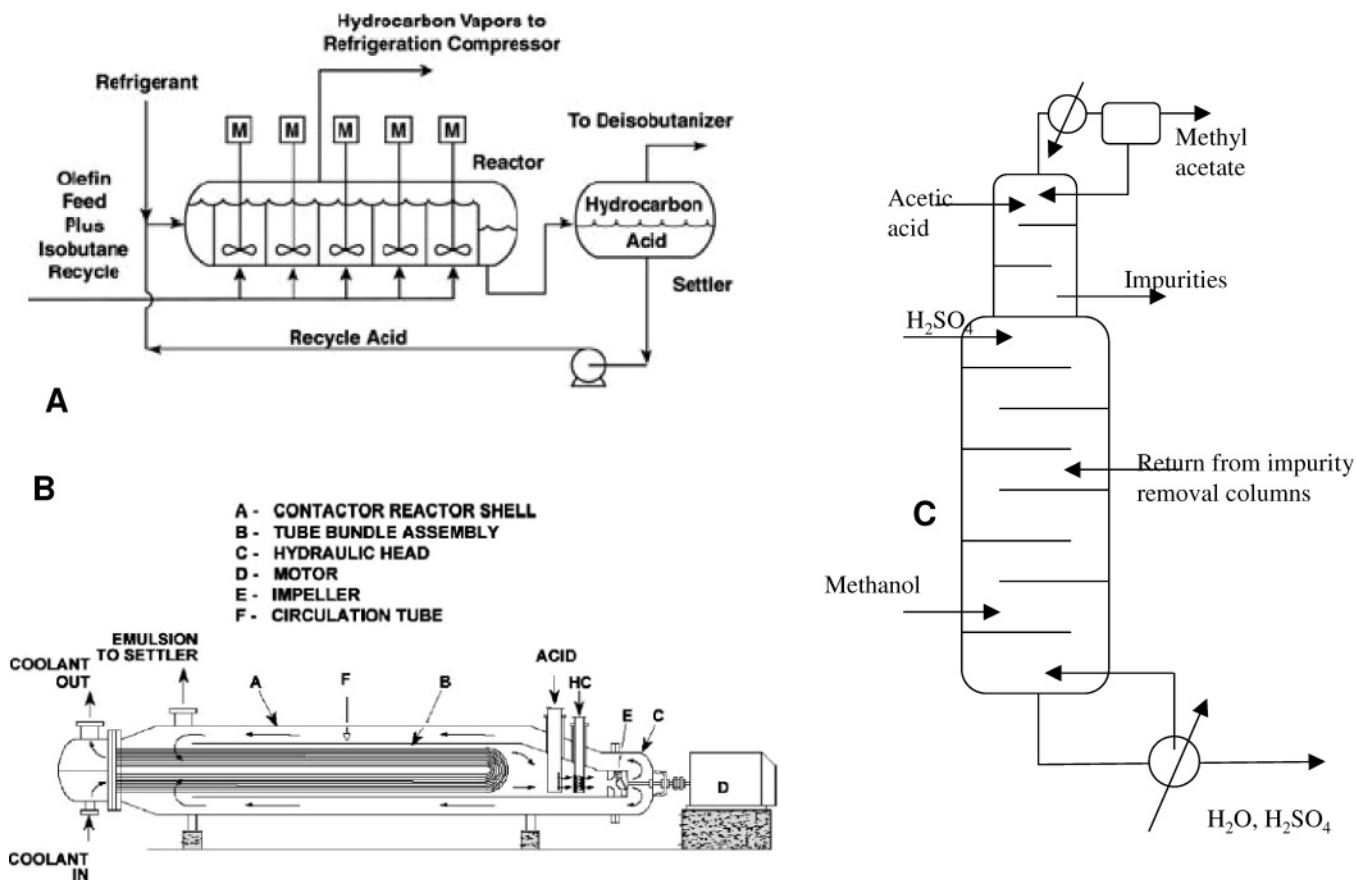 Hydrocarbon Vapors to
Refrigeration Compressor
Refrigerant
M M M M M
To Deisobutanizer
Reactor
Olefin
Feed
Plus
Isobutane
Recycle
Hydrocarbon
Acid
Settler
Recycle Acid
A
B
A - CONTACTOR REACTOR SHELL
B - TUBE BUNDLE ASSEMBLY
C - HYDRAULIC HEAD
D - MOTOR
E - IMPELLER
F - CIRCULATION TUBE
EMULSION
TO SETTLER
COOLANT
OUT
A
F
B
ACID
HC
E
C
D
COOLANT
IN
Methyl
acetate
Acetic
acid
Impurities
H₂SO₄
Return from impurity
removal columns
C
Methanol
H₂O, H₂SO₄